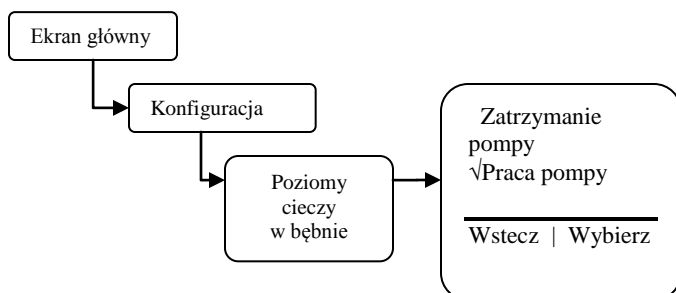 Ekran główny
Konfiguracja
Poziomy
cieczy
w bębnie
Zatrzymanie
pompy
√Praca pompy
Wstecz | Wybierz